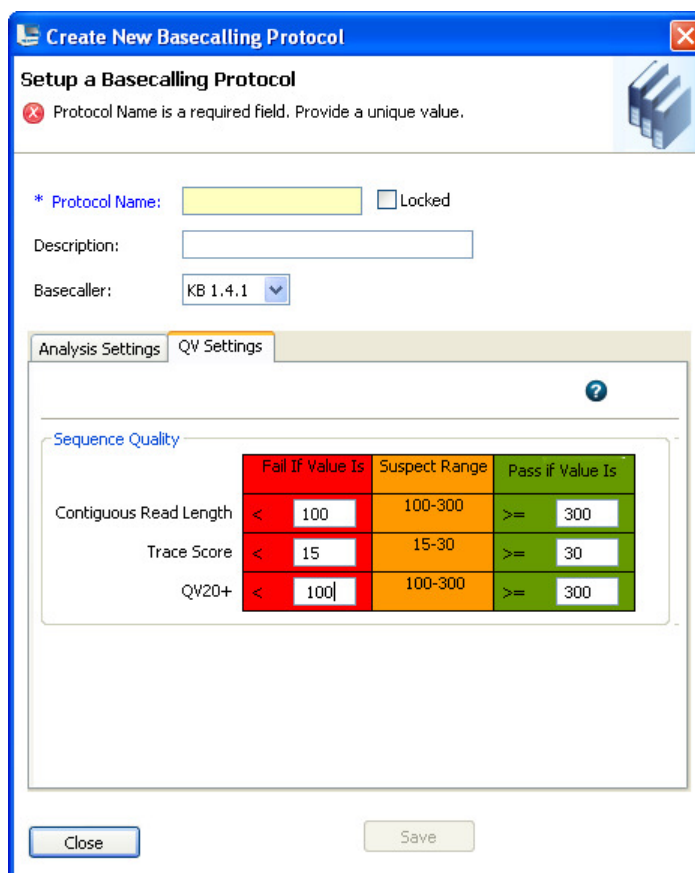 Create New Basecalling Protocol
Setup a Basecalling Protocol
Protocol Name is a required field. Provide a unique value.
* Protocol Name: Locked
Description:
Basecaller: KB 1.4.1
Analysis Settings QV Settings
?
Sequence Quality
Fail If Value Is Suspect Range Pass if Value Is
Contiguous Read Length < 100 100-300 >= 300
Trace Score < 15 15-30 >= 30
QV20+ < 100 100-300 >= 300
Close Save